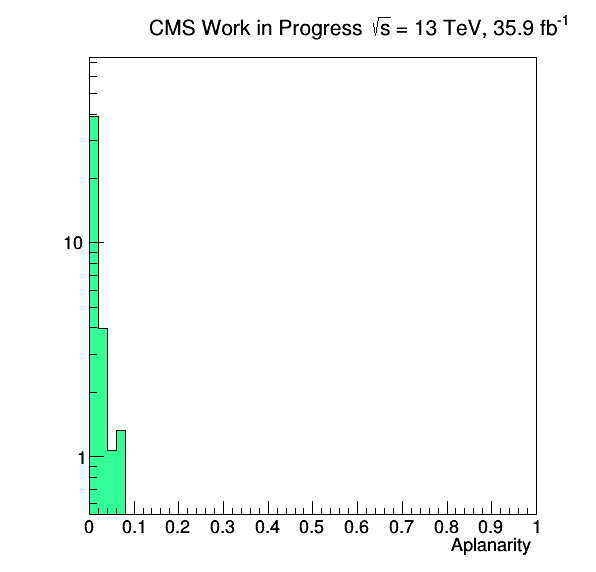 CMS Work in Progress √s = 13 TeV, 35.9 fb⁻¹
10
1
0 0.1 0.2 0.3 0.4 0.5 0.6 0.7 0.8 0.9 1
Aplanarity